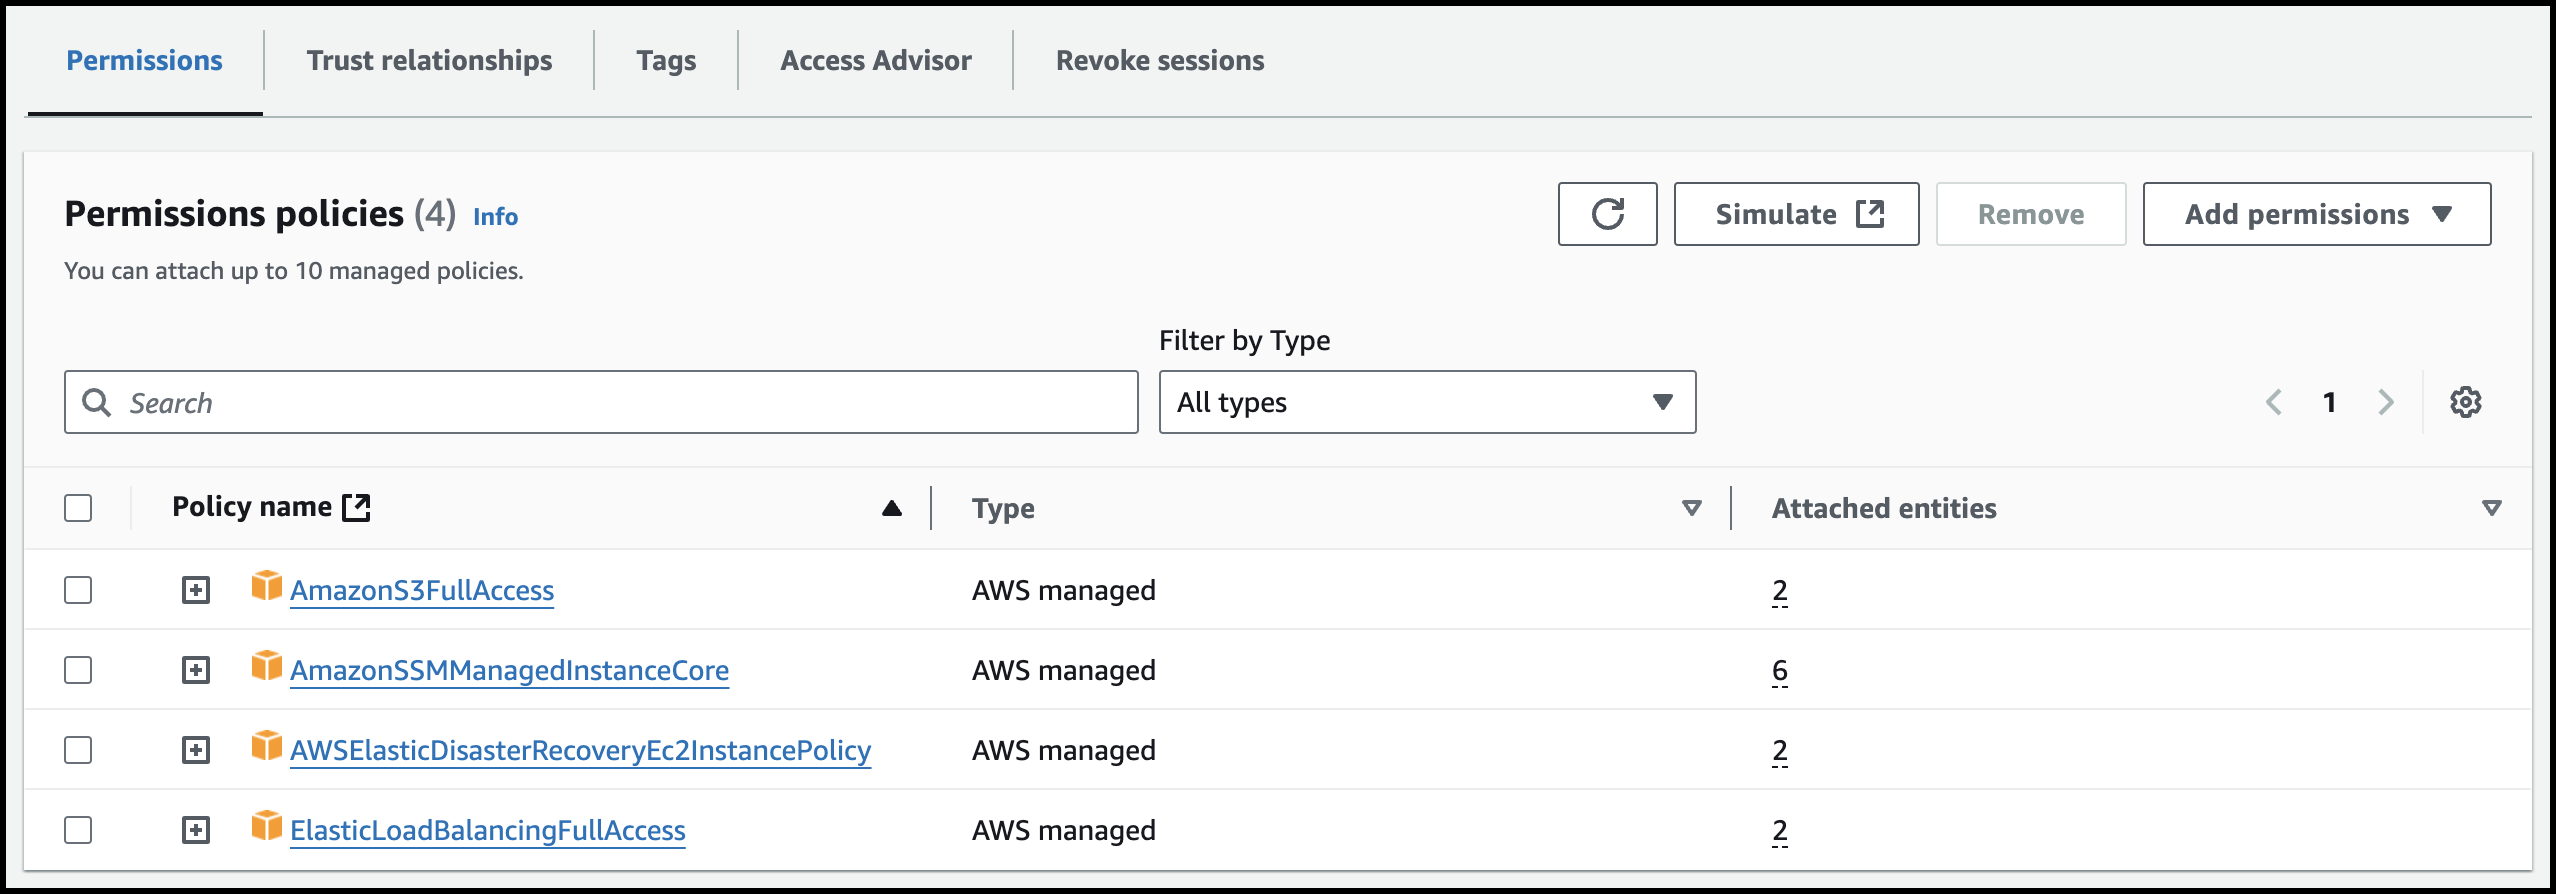 Permissions Trust relationships Tags Access Advisor Revoke sessions
Permissions policies (4) Info
Simulate Remove Add permissions
You can attach up to 10 managed policies.
Filter by Type
Search All types 1
Policy name Type Attached entities
AmazonS3FullAccess AWS managed 2
AmazonSSMManagedInstanceCore AWS managed 6
AWSElasticDisasterRecoveryEc2InstancePolicy AWS managed 2
ElasticLoadBalancingFullAccess AWS managed 2